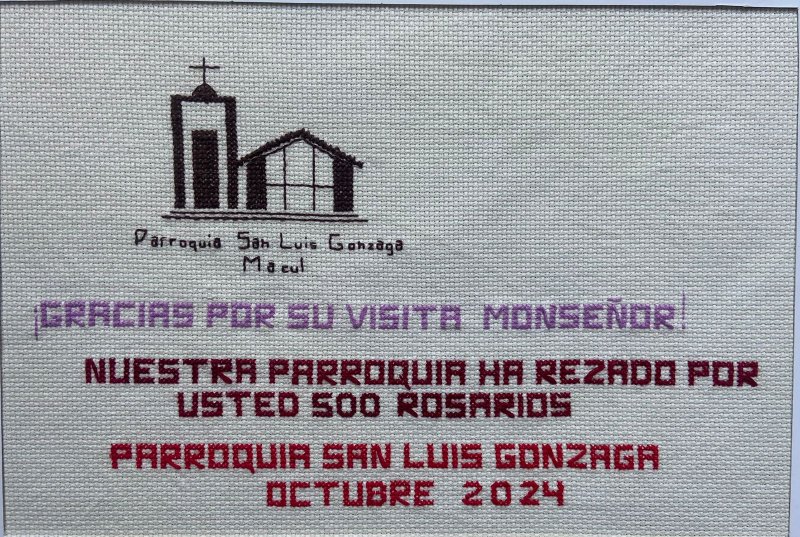 Parroquia San Luis Gonzaga
Macul
¡GRACIAS POR SU VISITA MONSEÑOR!
NUESTRA PARROQUIA HA REZADO POR
USTED 500 ROSARIOS
PARROQUIA SAN LUIS GONZAGA
OCTUBRE 2024